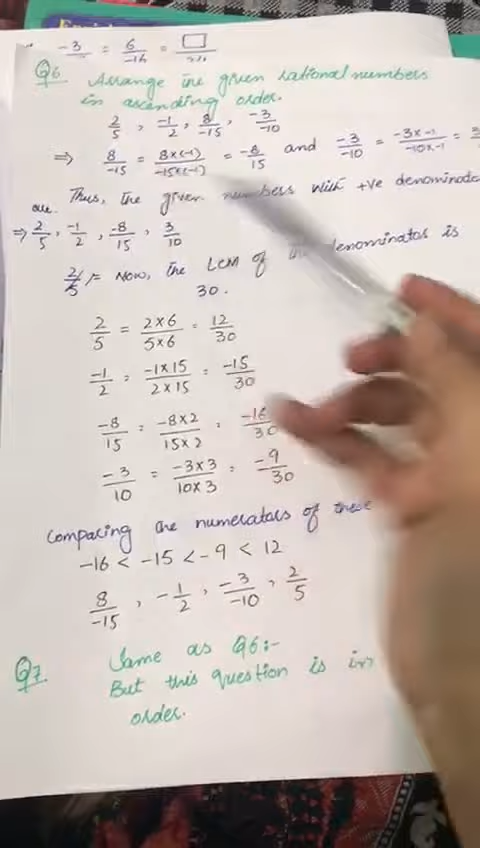 -3 = 6/-16 = □
Q6 Arrange the given rational numbers
in ascending order.
2/5, -1/2, 8/-15, -3/-10
⇒ 8/-15 = 8×(-1)/-15×(-1) = -8/15 and -3/-10 = -3×-1/-10×-1 =
Thus, the given numbers with +ve
are.
⇒ 2/5, -1/2, -8/15, 3/10
2/5 = Now, the LCM of denominator is
30.
2/5 = 2×6/5×6 = 12/30
-1/2 = -1×15/2×15 = -15/30
-8/15 = -8×2/15×2 = -16/30
-3/10 = -3×3/10×3 = -9/30
Comparing the numerators of these
-16 < -15 < -9 < 12
8/-15, -1/2, -3/-10, 2/5
Q7 Same as Q6:-
But this question is in
order.